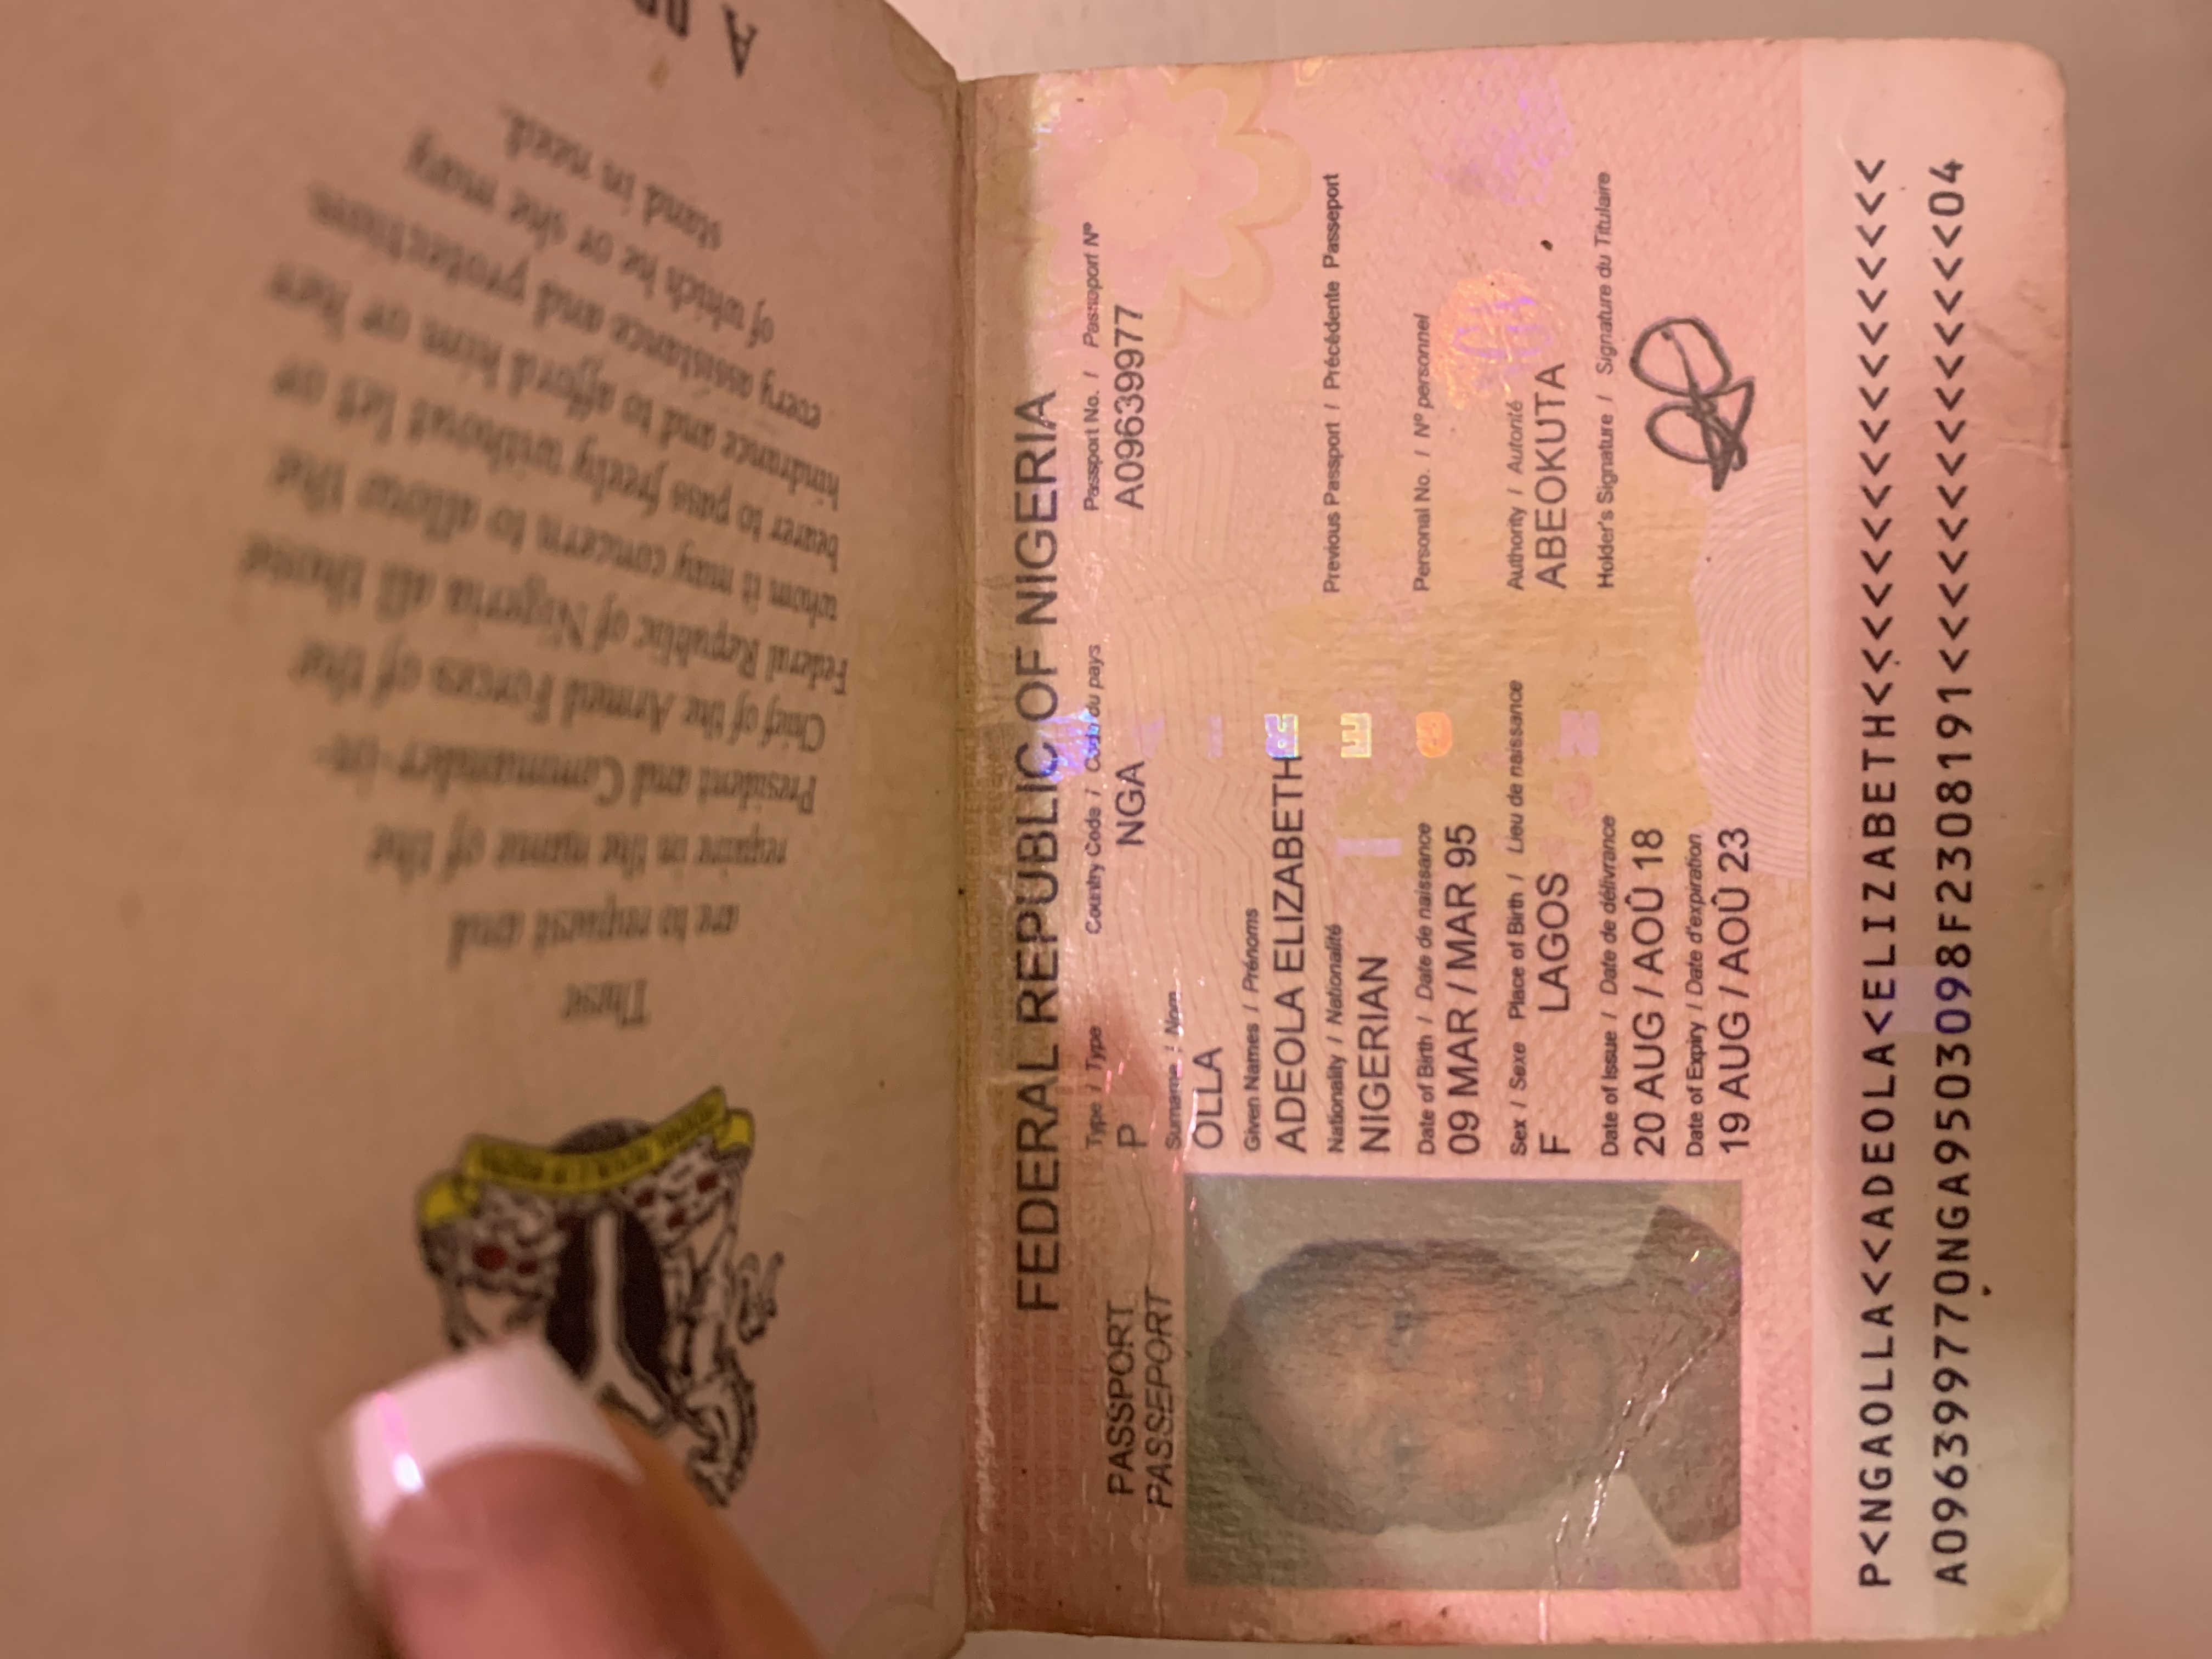 These
are to request and
require in the name of the
President and Commander-in-
Chief of the Armed Forces of the
Federal Republic of Nigeria all those
whom it may concern to allow the
bearer to pass freely without let or
hindrance and to afford him or her
every assistance and protection
of which he or she may
stand in need.
FEDERAL REPUBLIC OF NIGERIA
PASSPORT
PASSEPORT
Type / Type Country Code / Code du pays Passport No. / Passeport Nº
P NGA A09639977
Surname / Nom
OLLA
Given Names / Prénoms
ADEOLA ELIZABETH
Nationality / Nationalité Previous Passport / Précédente Passeport
NIGERIAN
Date of Birth / Date de naissance Personal No. / Nº personnel
09 MAR / MAR 95
Sex / Sexe Place of Birth / Lieu de naissance Authority / Autorité
F LAGOS ABEOKUTA
Date of Issue / Date de délivrance Holder's Signature / Signature du Titulaire
20 AUG / AOÛ 18
Date of Expiry / Date d'expiration
19 AUG / AOÛ 23
P<NGAOLLA<<ADEOLA<ELIZABETH<<<<<<<<<<<<<<<<<
A096399770NGA9503098F2308191<<<<<<<<<<<<<<04